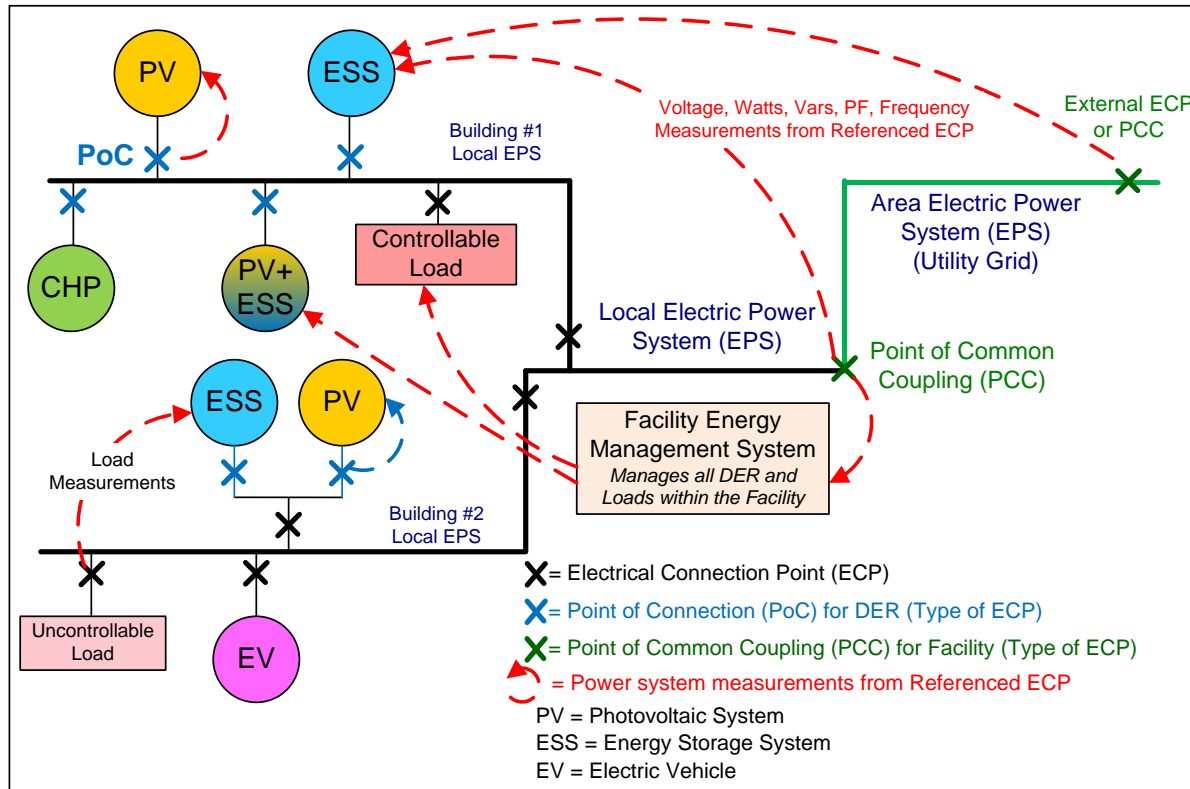 PV
ESS
Building #1
Local EPS
Voltage, Watts, Vars, PF, Frequency
Measurements from Referenced ECP
External ECP
or PCC
PoC
Area Electric Power
System (EPS)
(Utility Grid)
CHP
PV+
ESS
Controllable
Load
Local Electric Power
System (EPS)
Point of Common
Coupling (PCC)
ESS
PV
Load
Measurements
Facility Energy
Management System
Manages all DER and
Loads within the Facility
Building #2
Local EPS
Uncontrollable
Load
EV
= Electrical Connection Point (ECP)
= Point of Connection (PoC) for DER (Type of ECP)
= Point of Common Coupling (PCC) for Facility (Type of ECP)
= Power system measurements from Referenced ECP
PV = Photovoltaic System
ESS = Energy Storage System
EV = Electric Vehicle